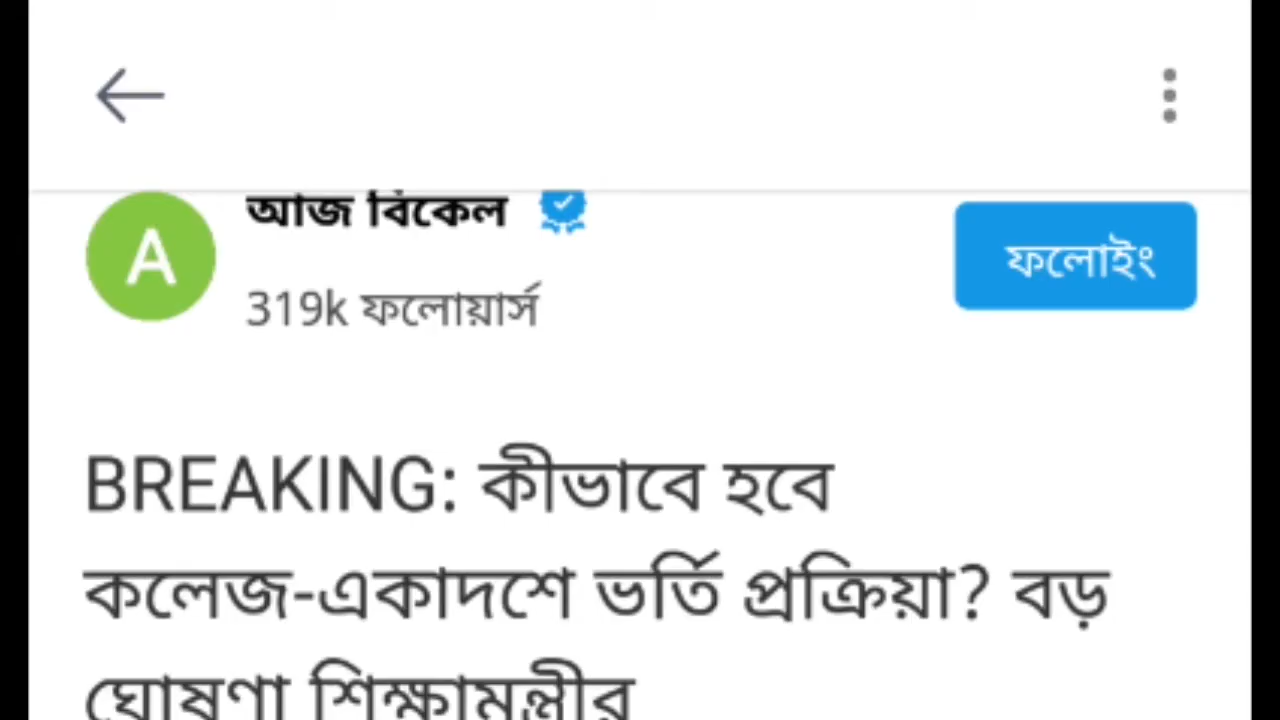 আজ বিকেল
A
319k ফলোয়ার্স
ফলোইং
BREAKING: কীভাবে হবে
কলেজ-একাদশে ভর্তি প্রক্রিয়া? বড়
ঘোষণা শিক্ষামন্ত্রীর